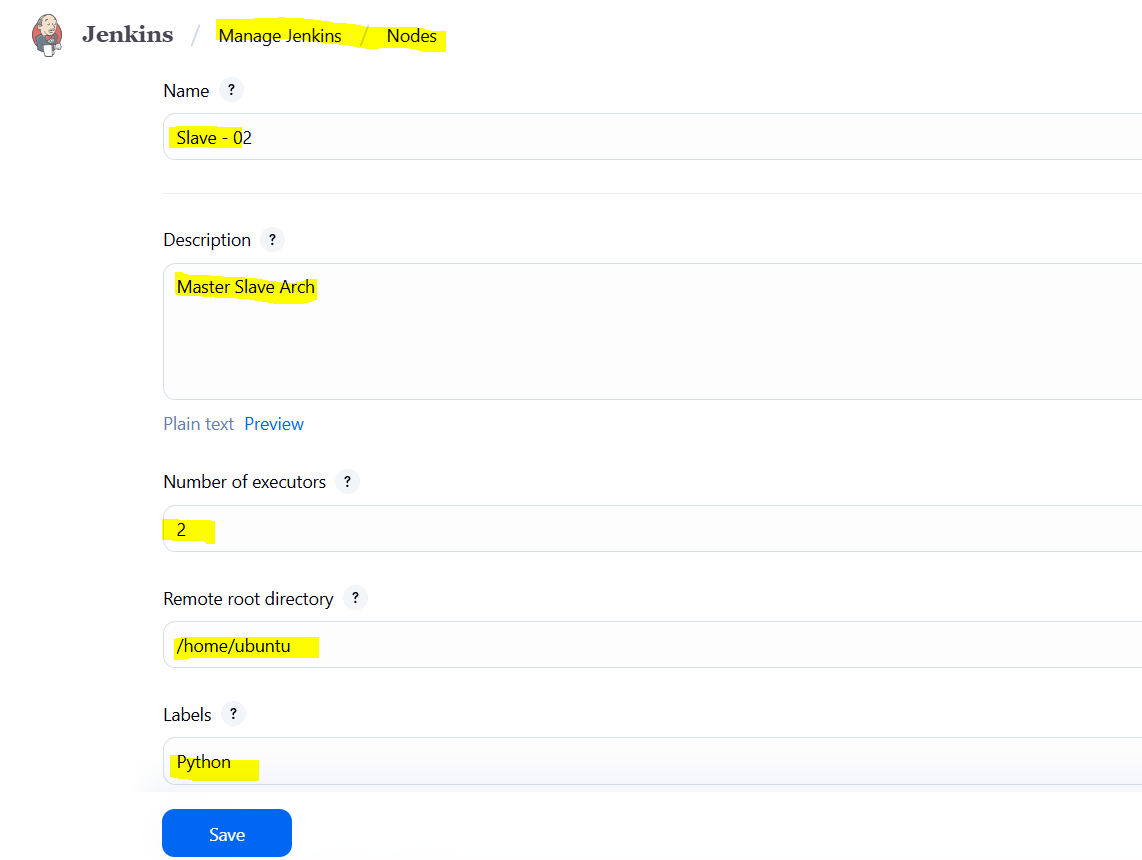 Jenkins / Manage Jenkins / Nodes
Name ?
Slave - 02
Description ?
Master Slave Arch
Plain text Preview
Number of executors ?
2
Remote root directory ?
/home/ubuntu
Labels ?
Python
Save